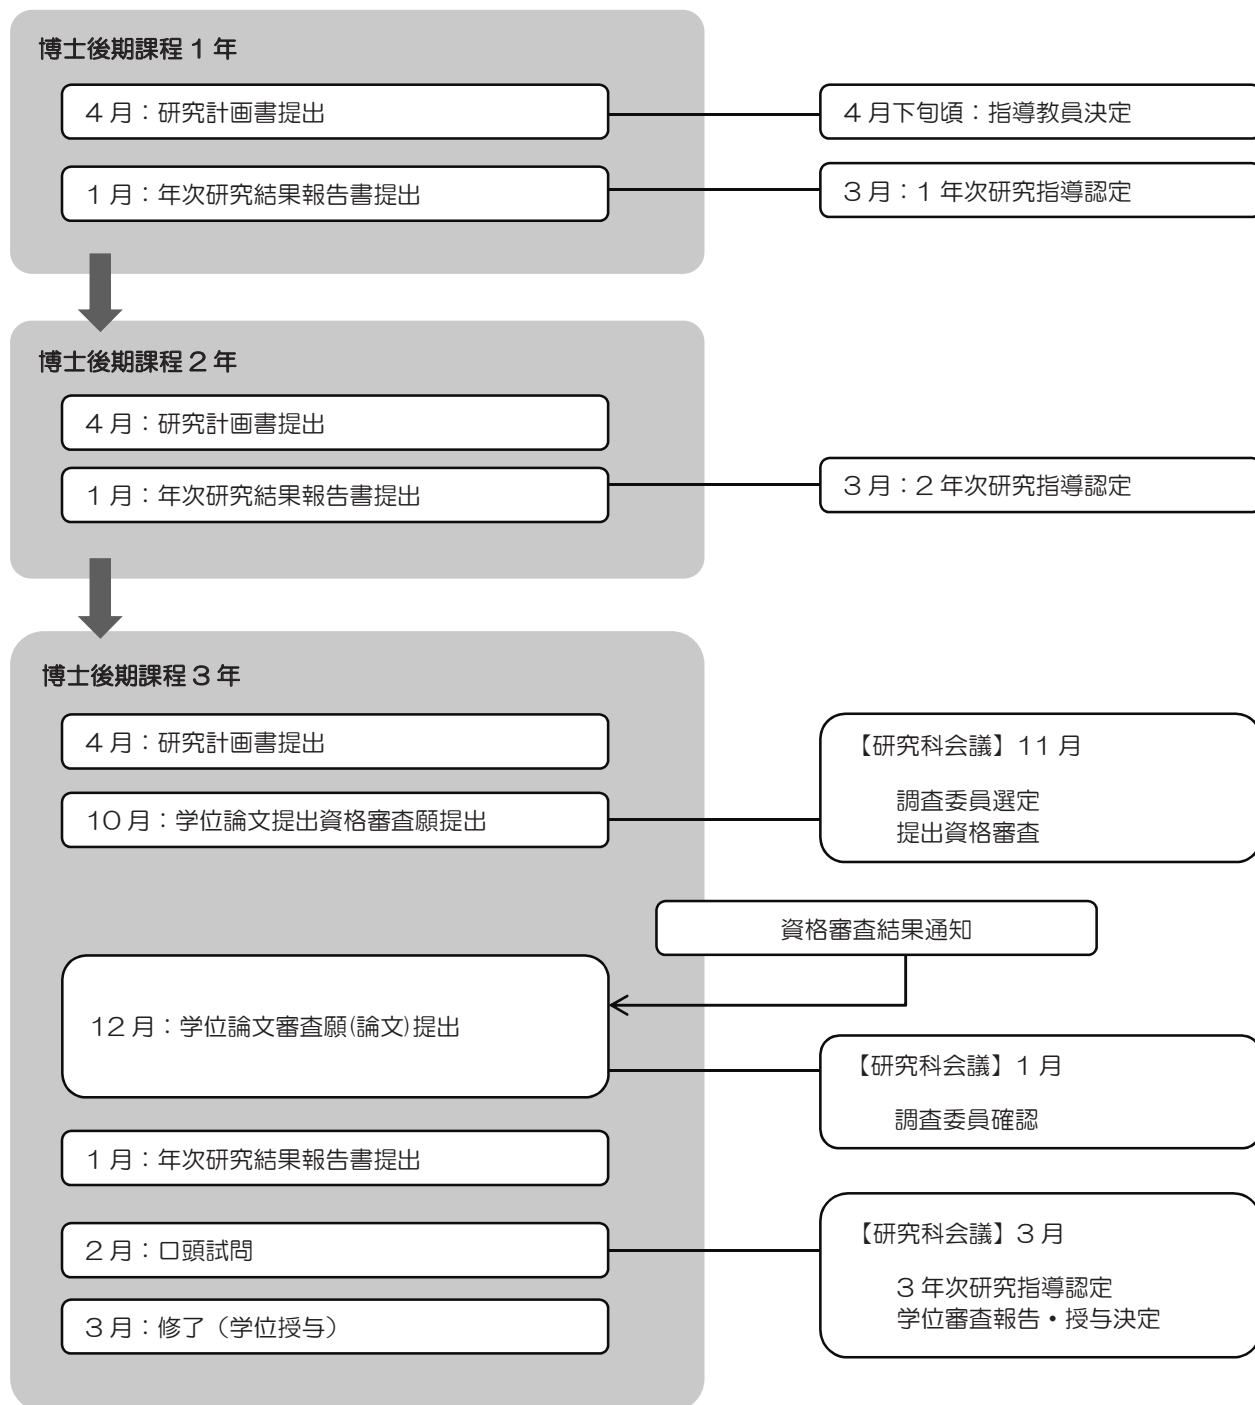 博士後期課程1年
4月：研究計画書提出
4月下旬頃：指導教員決定
1月：年次研究結果報告書提出
3月：1年次研究指導認定
博士後期課程2年
4月：研究計画書提出
1月：年次研究結果報告書提出
3月：2年次研究指導認定
博士後期課程3年
4月：研究計画書提出
10月：学位論文提出資格審査願提出
【研究科会議】11月
調査委員選定
提出資格審査
資格審査結果通知
12月：学位論文審査願(論文)提出
【研究科会議】1月
調査委員確認
1月：年次研究結果報告書提出
2月：口頭試問
【研究科会議】3月
3年次研究指導認定
学位審査報告・授与決定
3月：修了（学位授与）